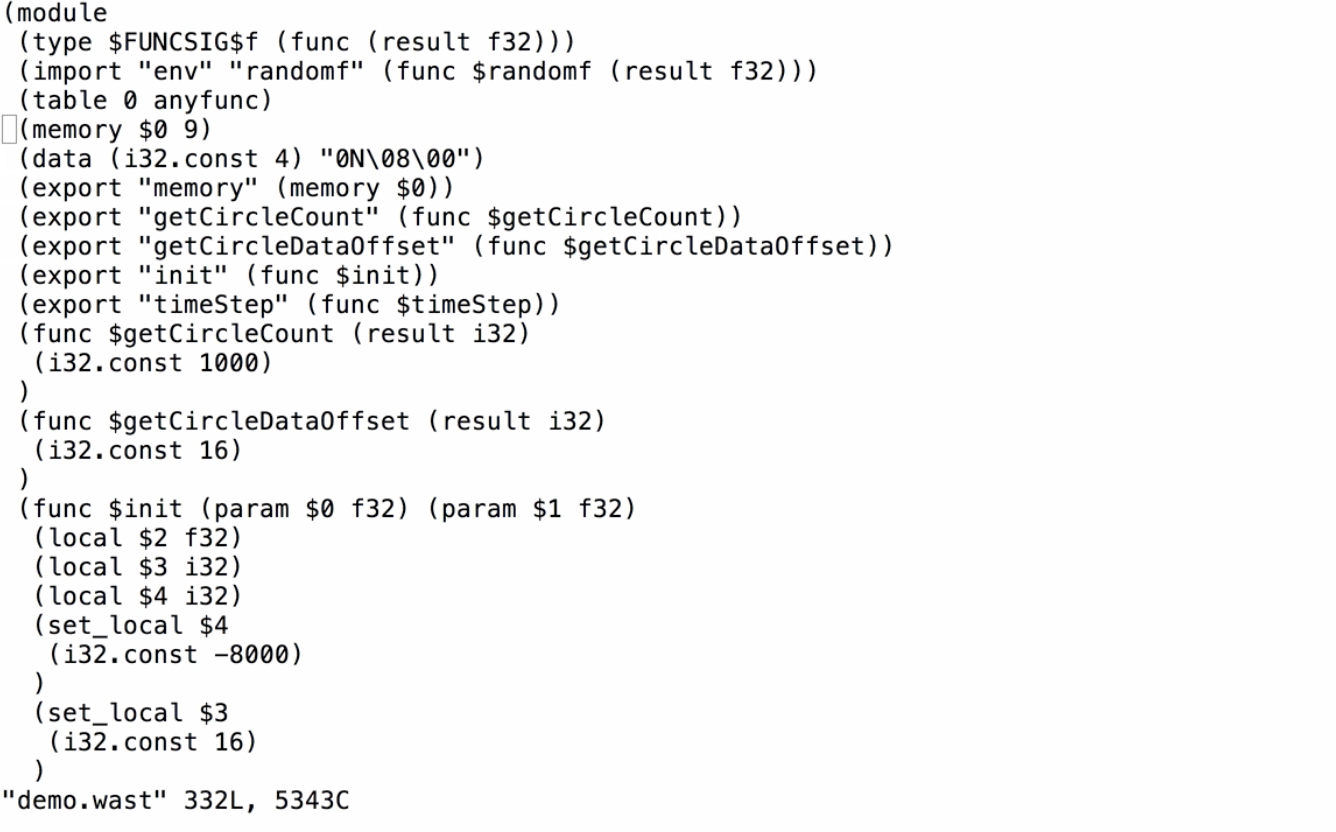 (module
 (type $FUNCSIG$f (func (result f32)))
 (import "env" "randomf" (func $randomf (result f32)))
 (table 0 anyfunc)
 (memory $0 9)
 (data (i32.const 4) "0N\08\00")
 (export "memory" (memory $0))
 (export "getCircleCount" (func $getCircleCount))
 (export "getCircleDataOffset" (func $getCircleDataOffset))
 (export "init" (func $init))
 (export "timeStep" (func $timeStep))
 (func $getCircleCount (result i32)
  (i32.const 1000)
 )
 (func $getCircleDataOffset (result i32)
  (i32.const 16)
 )
 (func $init (param $0 f32) (param $1 f32)
  (local $2 f32)
  (local $3 i32)
  (local $4 i32)
  (set_local $4
   (i32.const -8000)
  )
  (set_local $3
   (i32.const 16)
  )
"demo.wast" 332L, 5343C